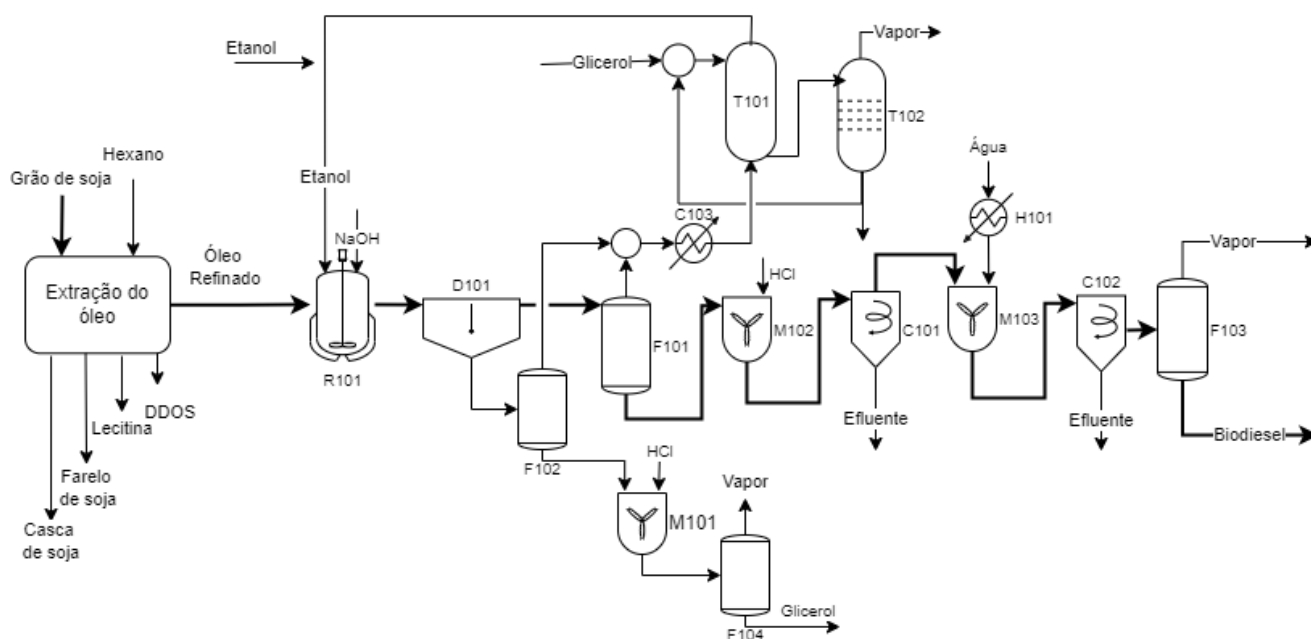 Etanol
Glicerol
Vapor
T101
T102
Hexano
Grão de soja
Etanol
Água
C103
H101
NaOH
Óleo
Refinado
Extração do
óleo
D101
HCl
C102
Vapor
M102
C101
M103
F101
F103
R101
DDOS
Lecitina
Efluente
Efluente
Biodiesel
F102
HCl
Farelo
de soja
Vapor
M101
Casca
de soja
Glicerol
F104